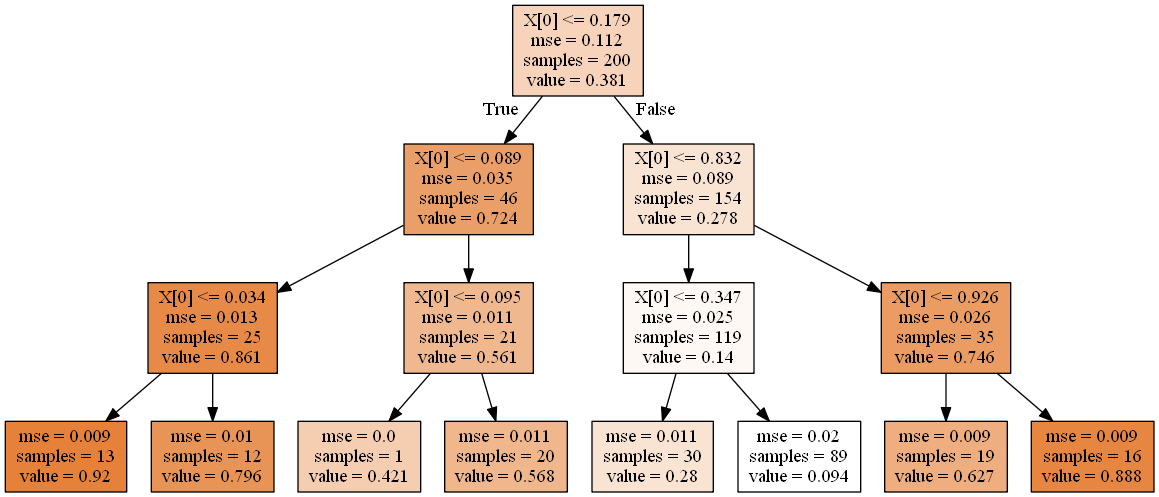 X[0] <= 0.179
mse = 0.112
samples = 200
value = 0.381
True
False
X[0] <= 0.089
mse = 0.035
samples = 46
value = 0.724
X[0] <= 0.832
mse = 0.089
samples = 154
value = 0.278
X[0] <= 0.034
mse = 0.013
samples = 25
value = 0.861
X[0] <= 0.095
mse = 0.011
samples = 21
value = 0.561
X[0] <= 0.347
mse = 0.025
samples = 119
value = 0.14
X[0] <= 0.926
mse = 0.026
samples = 35
value = 0.746
mse = 0.009
samples = 13
value = 0.92
mse = 0.01
samples = 12
value = 0.796
mse = 0.0
samples = 1
value = 0.421
mse = 0.011
samples = 20
value = 0.568
mse = 0.011
samples = 30
value = 0.28
mse = 0.02
samples = 89
value = 0.094
mse = 0.009
samples = 19
value = 0.627
mse = 0.009
samples = 16
value = 0.888